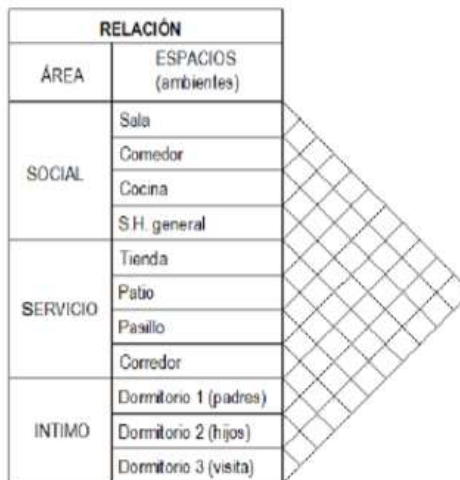 RELACIÓN
ÁREA
ESPACIOS
(ambientes)
SOCIAL
Sala
Comedor
Cocina
S.H. general
SERVICIO
Tienda
Patio
Pasillo
Corredor
INTIMO
Dormitorio 1 (padres)
Dormitorio 2 (hijos)
Dormitorio 3 (visita)